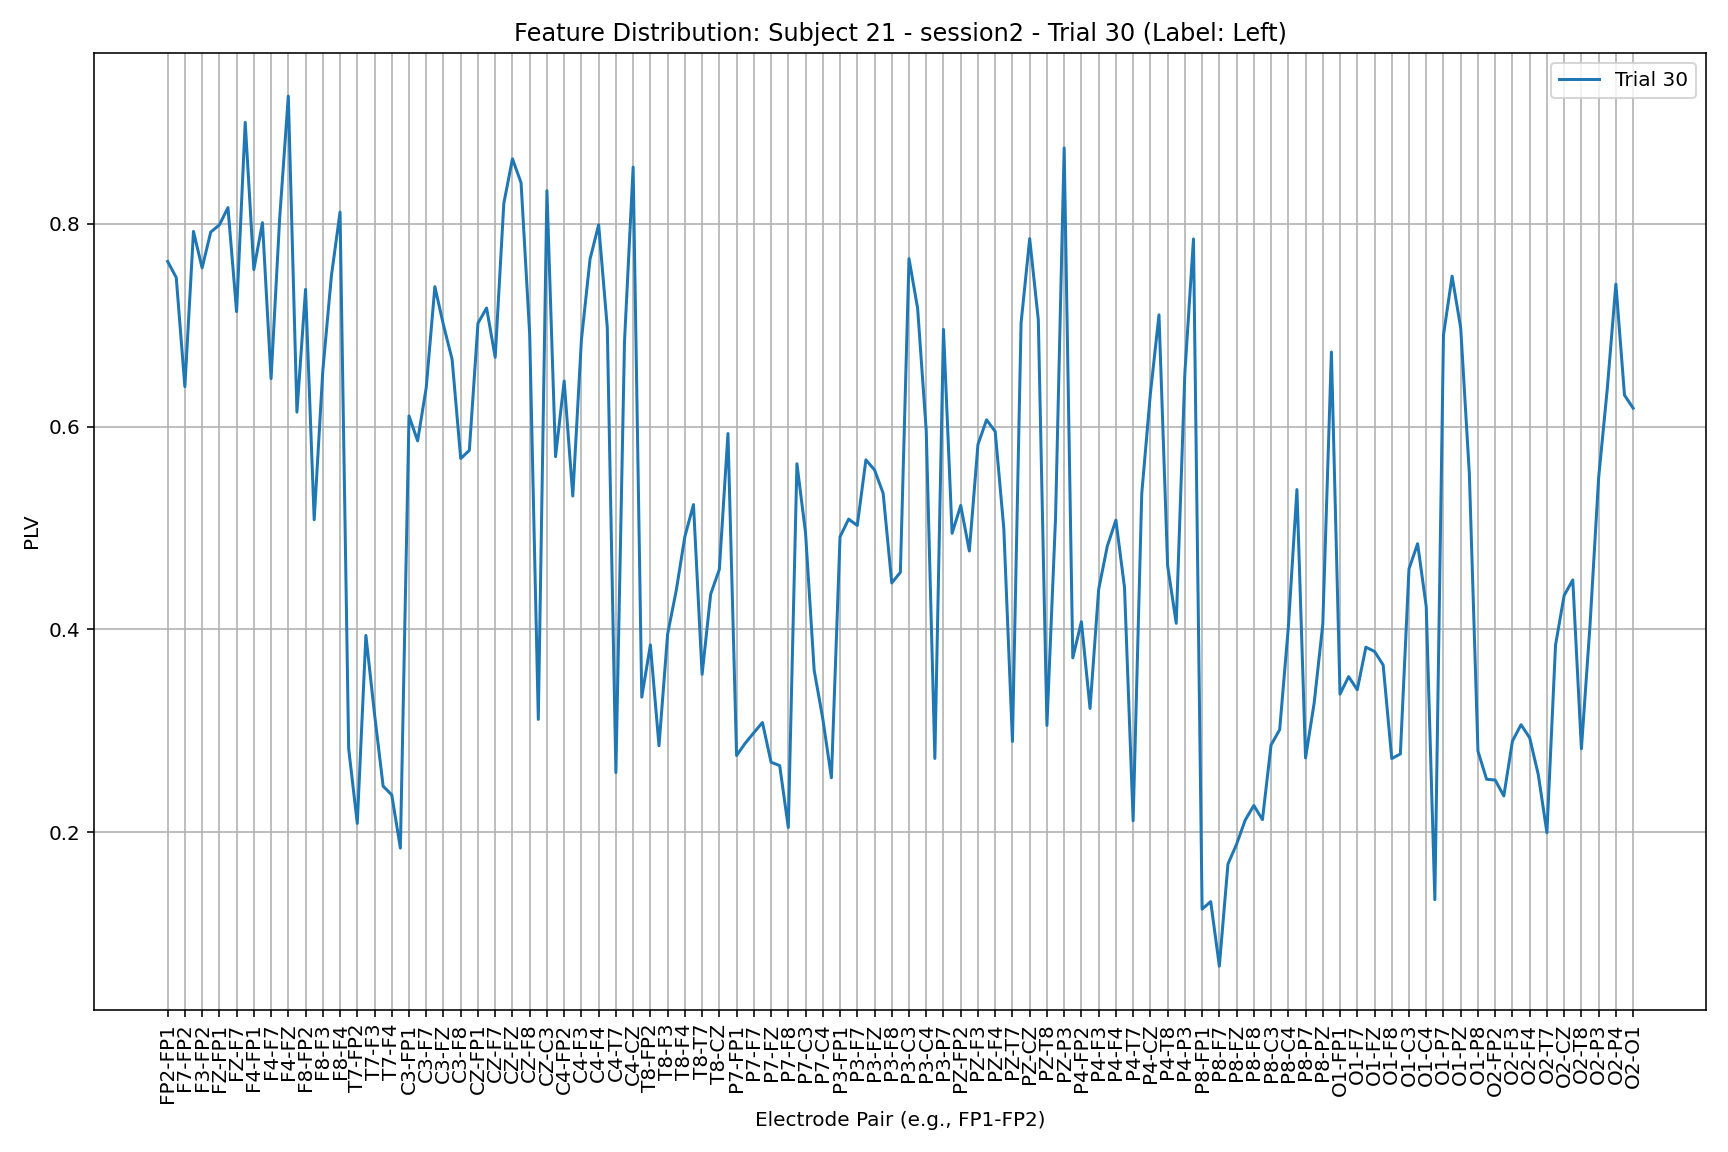 Feature Distribution: Subject 21 - session2 - Trial 30 (Label: Left)
Trial 30
PLV
0.8
0.6
0.4
0.2
FP2-FP1
F7-FP2
F3-FP2
FZ-FP1
FZ-F7
F4-FP1
F4-F7
F4-FZ
F8-FP2
F8-F3
F8-F4
T7-FP2
T7-F3
T7-F4
C3-FP1
C3-F7
C3-FZ
C3-F8
CZ-FP1
CZ-F7
CZ-FZ
CZ-F8
CZ-C3
C4-FP2
C4-F3
C4-F4
C4-T7
C4-CZ
T8-FP2
T8-F3
T8-F4
T8-T7
T8-CZ
P7-FP1
P7-F7
P7-FZ
P7-F8
P7-C3
P7-C4
P3-FP1
P3-F7
P3-FZ
P3-F8
P3-C3
P3-C4
P3-P7
PZ-FP2
PZ-F3
PZ-F4
PZ-T7
PZ-CZ
PZ-T8
PZ-P3
P4-FP2
P4-F3
P4-F4
P4-T7
P4-CZ
P4-T8
P4-P3
P8-FP1
P8-F7
P8-FZ
P8-F8
P8-C3
P8-C4
P8-P7
P8-PZ
O1-FP1
O1-F7
O1-FZ
O1-F8
O1-C3
O1-C4
O1-P7
O1-PZ
O1-P8
O2-FP2
O2-F3
O2-F4
O2-T7
O2-CZ
O2-T8
O2-P3
O2-P4
O2-O1
Electrode Pair (e.g., FP1-FP2)